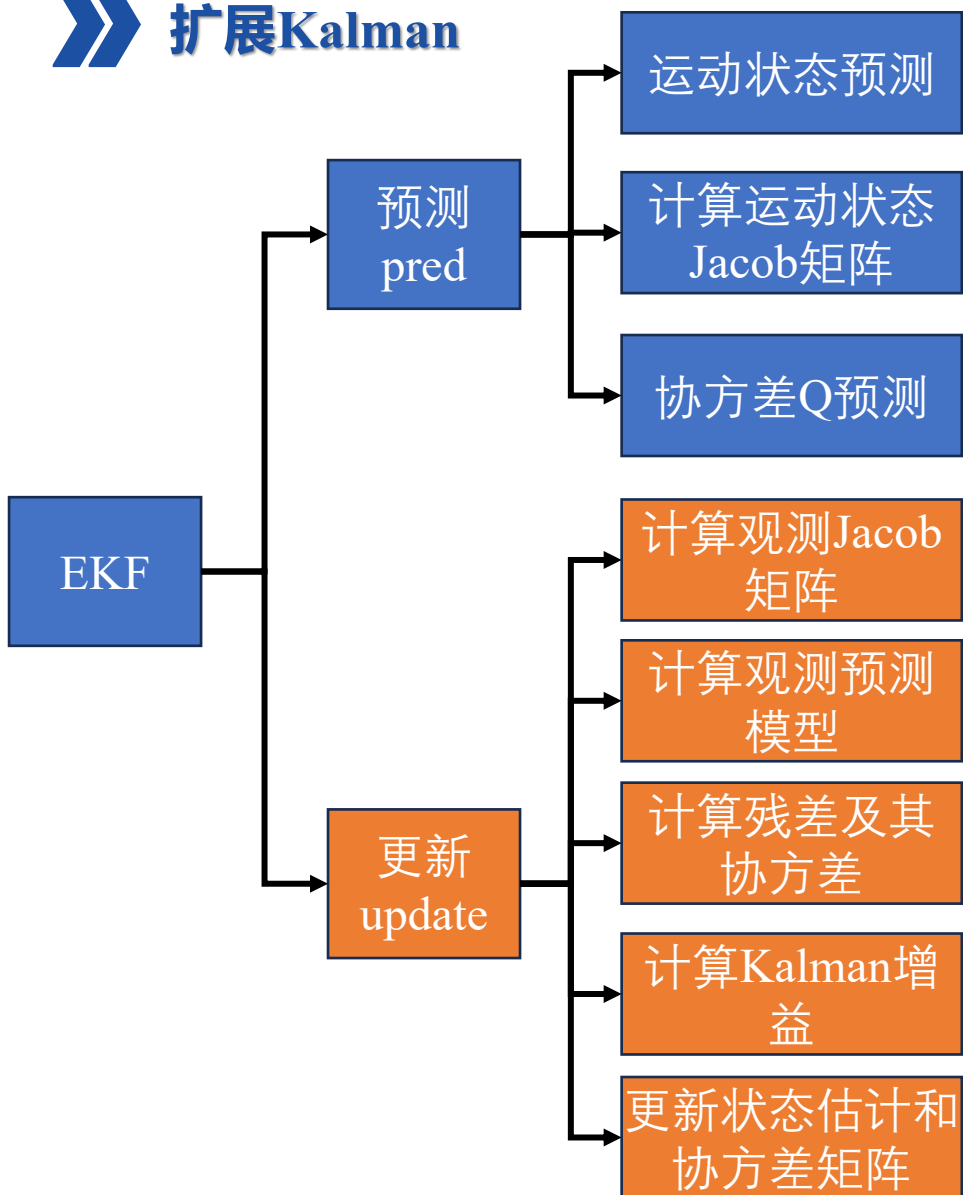 扩展Kalman
运动状态预测
预测
pred
计算运动状态
Jacob矩阵
协方差Q预测
EKF
计算观测Jacob
矩阵
计算观测预测
模型
更新
update
计算残差及其
协方差
计算Kalman增
益
更新状态估计和
协方差矩阵